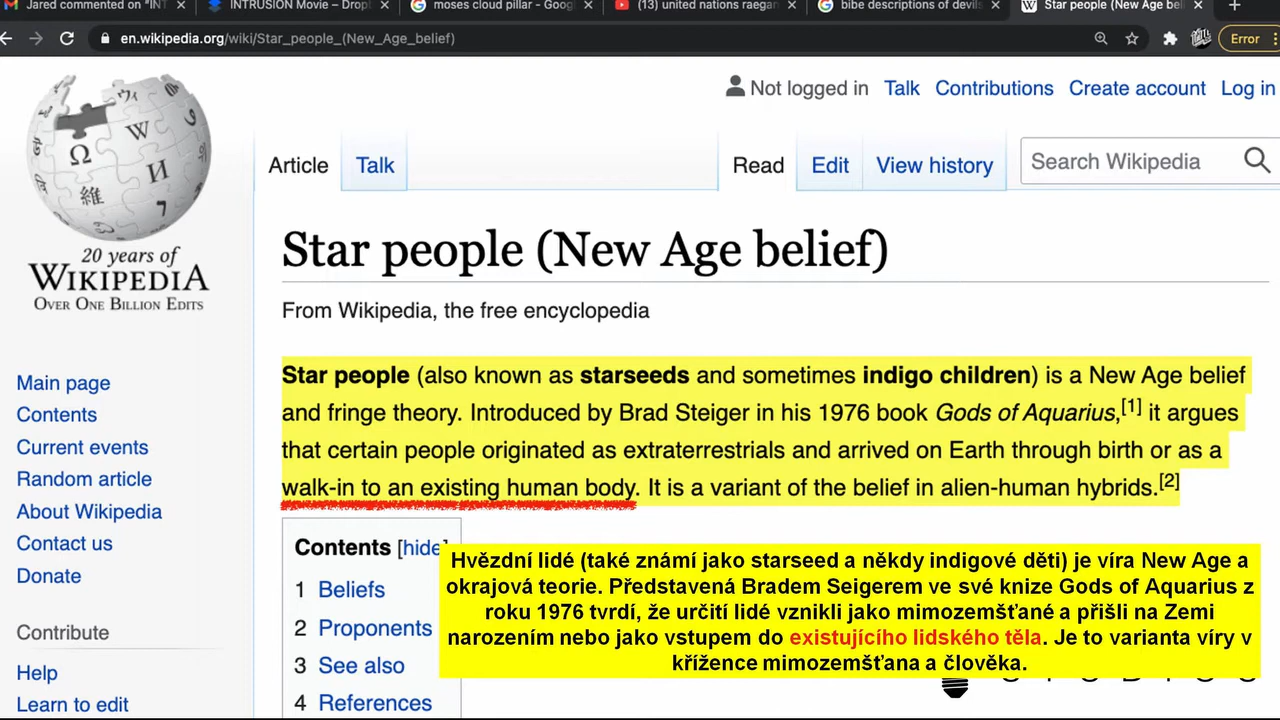 Jared commented on "INT
INTRUSION Movie – Drop
moses cloud pillar - Goog
(13) united nations raegan
bibe descriptions of devils
Star people (New Age bel
en.wikipedia.org/wiki/Star_people_(New_Age_belief)
Error
Not logged in Talk Contributions Create account Log in
Article Talk Read Edit View history Search Wikipedia
20 years of
WIKIPEDIA
OVER ONE BILLION EDITS
Main page
Contents
Current events
Random article
About Wikipedia
Contact us
Donate
Contribute
Help
Learn to edit
Star people (New Age belief)
From Wikipedia, the free encyclopedia
Star people (also known as starseeds and sometimes indigo children) is a New Age belief
and fringe theory. Introduced by Brad Steiger in his 1976 book Gods of Aquarius,[1] it argues
that certain people originated as extraterrestrials and arrived on Earth through birth or as a
walk-in to an existing human body. It is a variant of the belief in alien-human hybrids.[2]
Contents [hide]
1 Beliefs
2 Proponents
3 See also
4 References
Hvězdní lidé (také známí jako starseed a někdy indigové děti) je víra New Age a
okrajová teorie. Představená Bradem Seigerem ve své knize Gods of Aquarius z
roku 1976 tvrdí, že určití lidé vznikli jako mimozemšťané a přišli na Zemi
narozením nebo jako vstupem do existujícího lidského těla. Je to varianta víry v
křížence mimozemšťana a člověka.